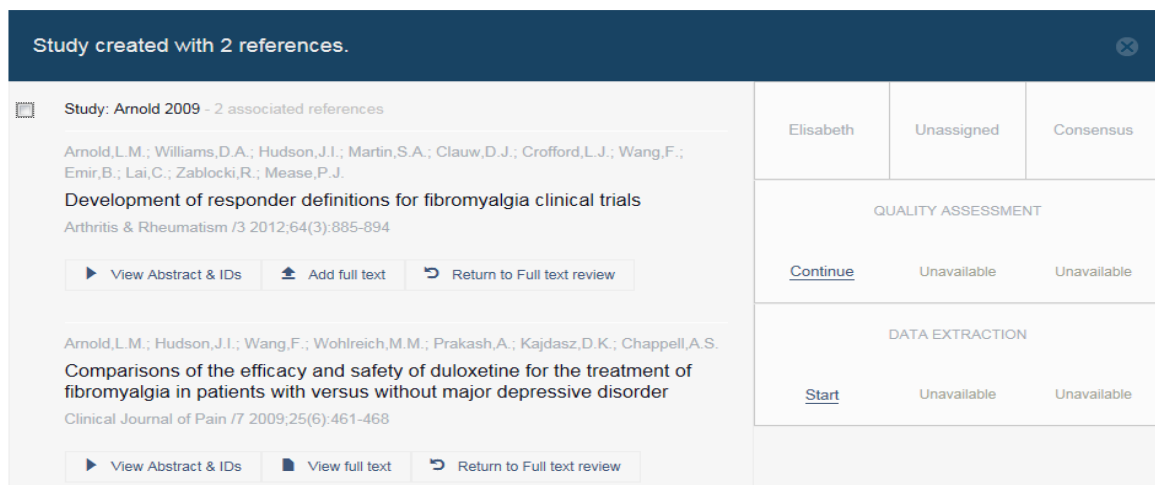 Study created with 2 references.
Study: Arnold 2009 - 2 associated references
Arnold,L.M.; Williams,D.A.; Hudson,J.I.; Martin,S.A.; Clauw,D.J.; Crofford,L.J.; Wang,F.;
Emir,B.; Lai,C.; Zablocki,R.; Mease,P.J.
Development of responder definitions for fibromyalgia clinical trials
Arthritis & Rheumatism /3 2012;64(3):885-894
View Abstract & IDs
Add full text
Return to Full text review
Arnold,L.M.; Hudson,J.I.; Wang,F.; Wohlreich,M.M.; Prakash,A.; Kajdasz,D.K.; Chappell,A.S.
Comparisons of the efficacy and safety of duloxetine for the treatment of
fibromyalgia in patients with versus without major depressive disorder
Clinical Journal of Pain /7 2009;25(6):461-468
View Abstract & IDs
View full text
Return to Full text review
Elisabeth
Unassigned
Consensus
QUALITY ASSESSMENT
Continue
Unavailable
Unavailable
DATA EXTRACTION
Start
Unavailable
Unavailable